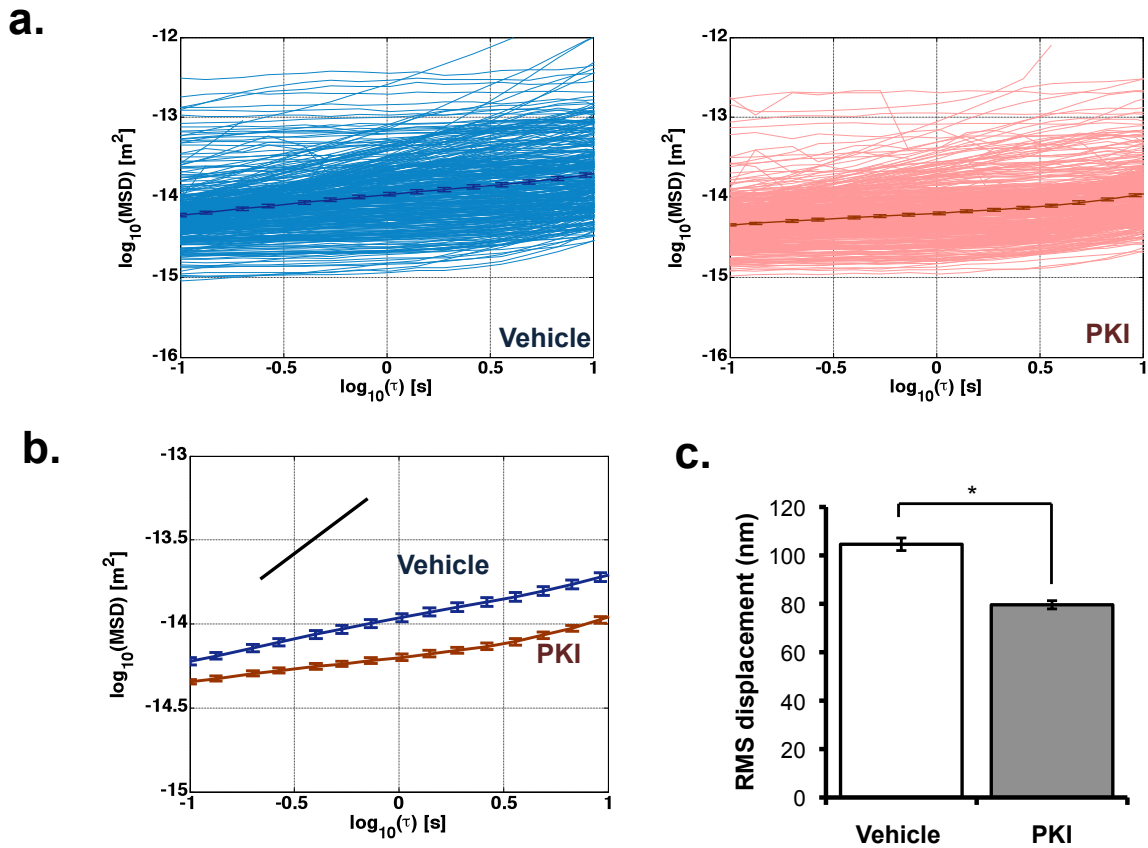 a.
-12
-13
-14
-15
-16
log10(MSD) [m2]
-1
-0.5
0
0.5
1
log10(τ) [s]
Vehicle
-12
-13
-14
-15
-16
log10(MSD) [m2]
-1
-0.5
0
0.5
1
log10(τ) [s]
PKI
b.
-13
-13.5
-14
-14.5
-15
log10(MSD) [m2]
-1
-0.5
0
0.5
1
log10(τ) [s]
Vehicle
PKI
c.
*
120
100
80
60
40
20
0
RMS displacement (nm)
Vehicle
PKI